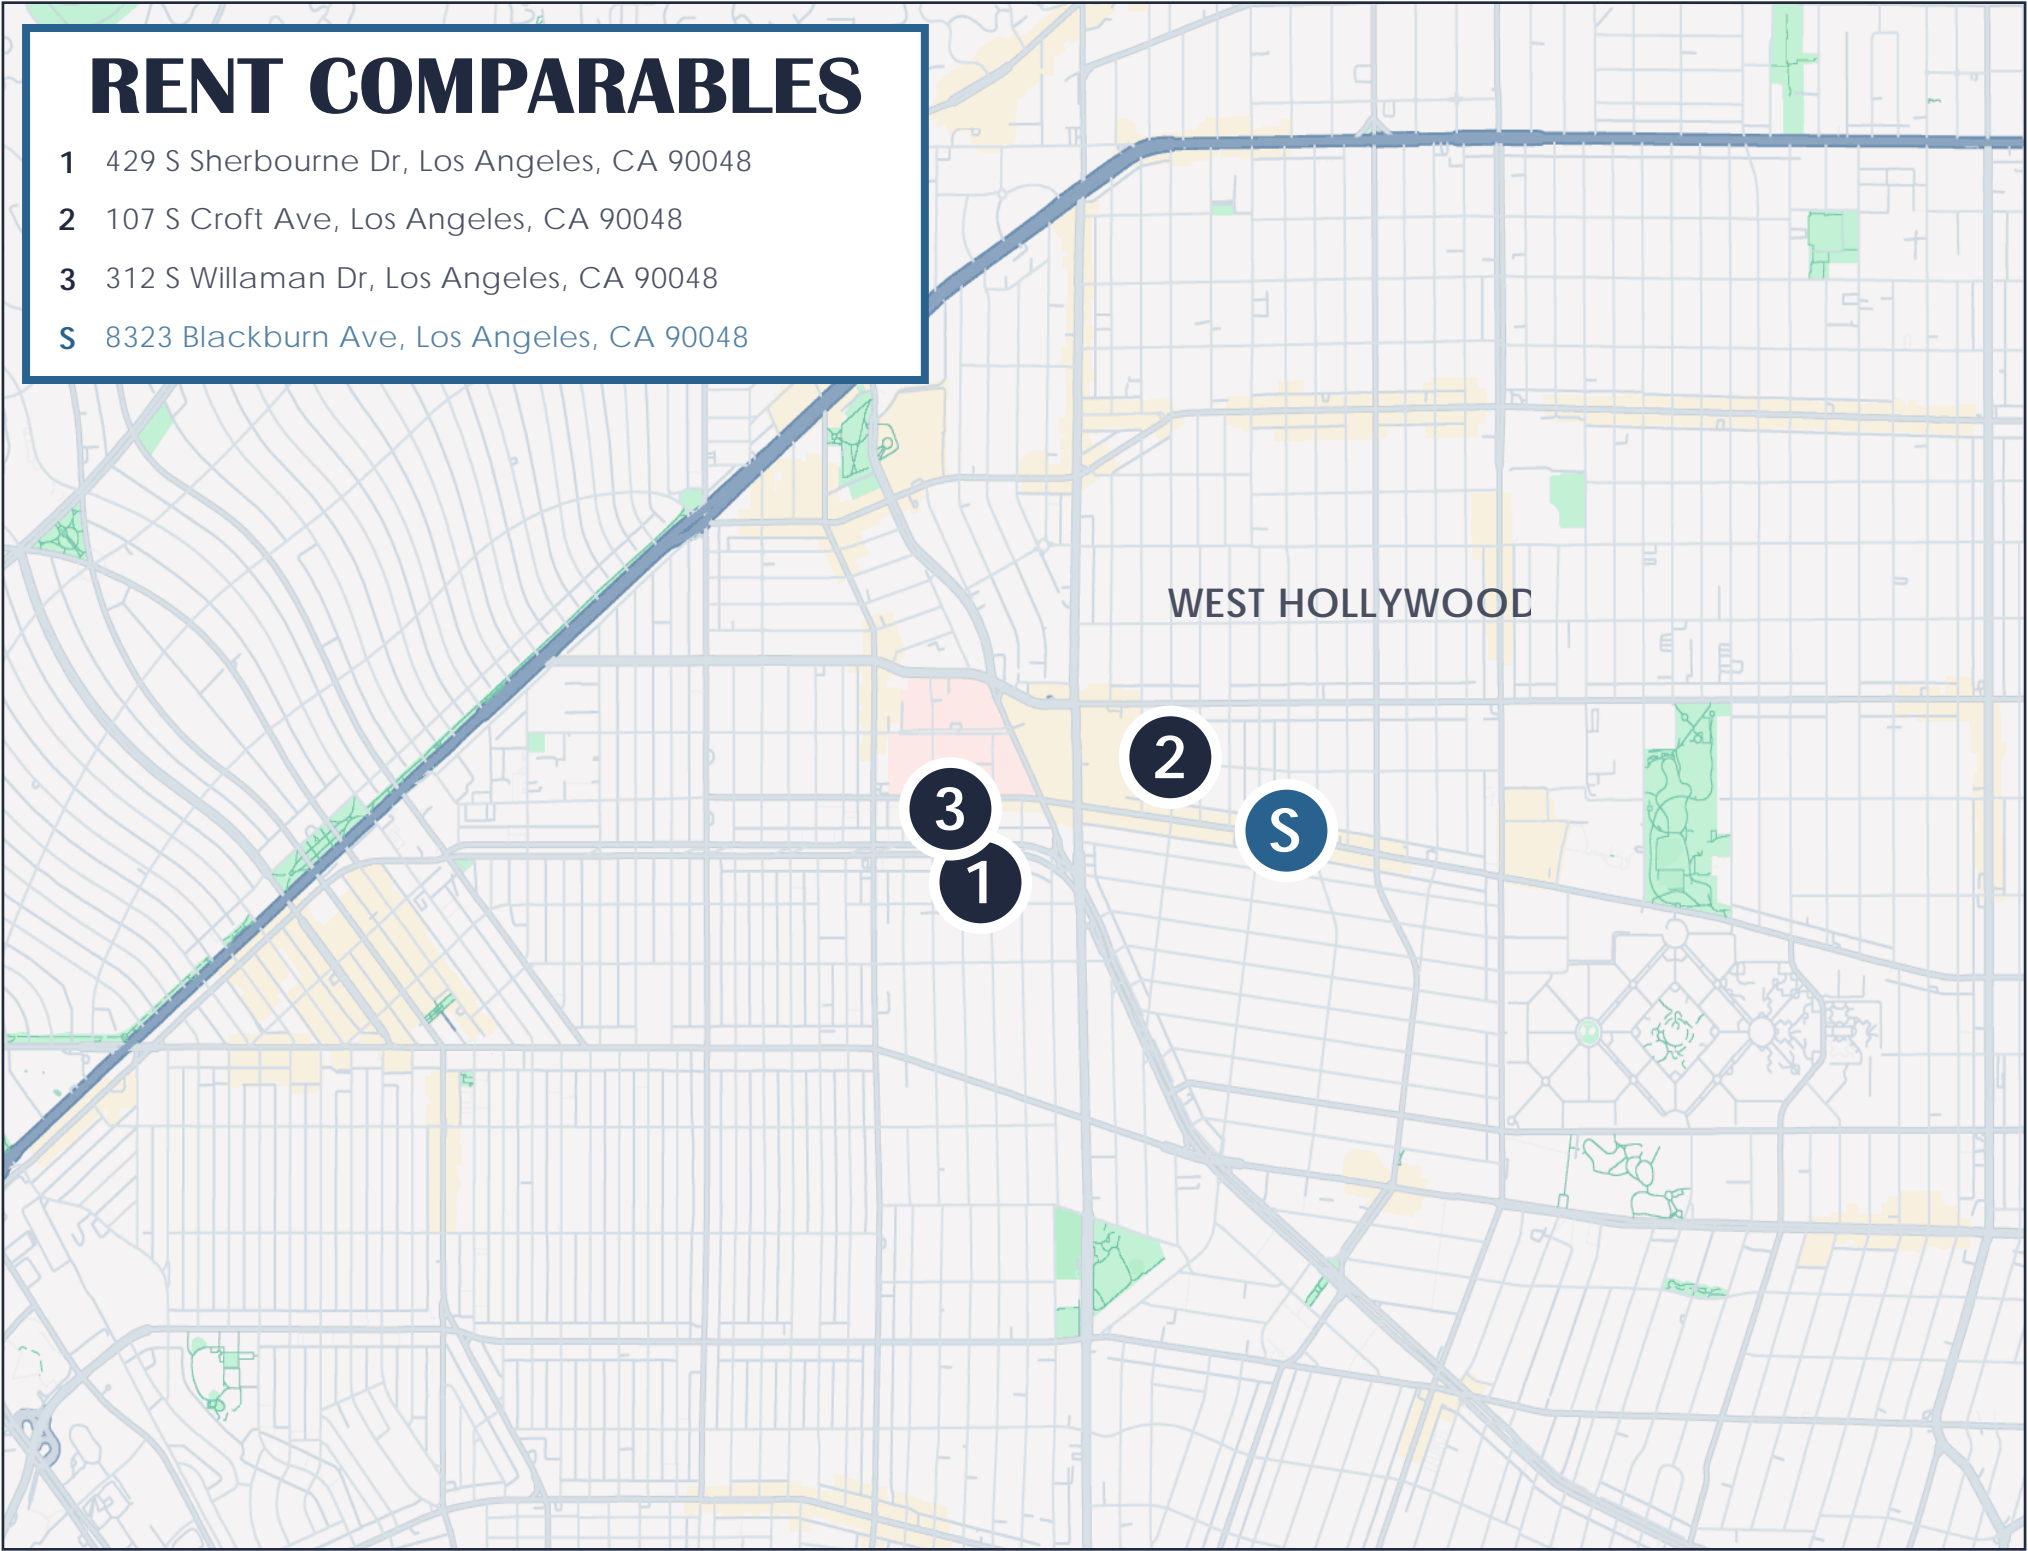 RENT COMPARABLES
1 429 S Sherbourne Dr, Los Angeles, CA 90048
2 107 S Croft Ave, Los Angeles, CA 90048
3 312 S Willaman Dr, Los Angeles, CA 90048
S 8323 Blackburn Ave, Los Angeles, CA 90048
WEST HOLLYWOOD
2
3
S
1